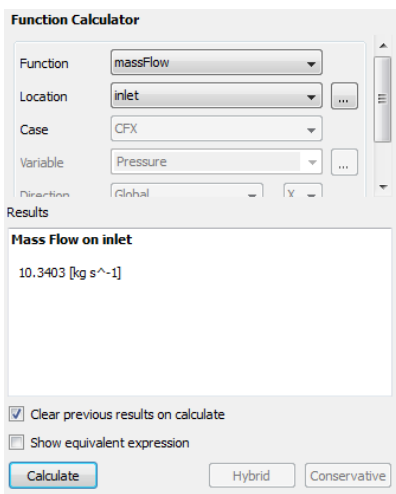 Function Calculator
Function massFlow
Location inlet ...
Case CFX
Variable Pressure ...
Direction Global X
Results
Mass Flow on inlet
10.3403 [kg s^-1]
Clear previous results on calculate
Show equivalent expression
Calculate Hybrid Conservative